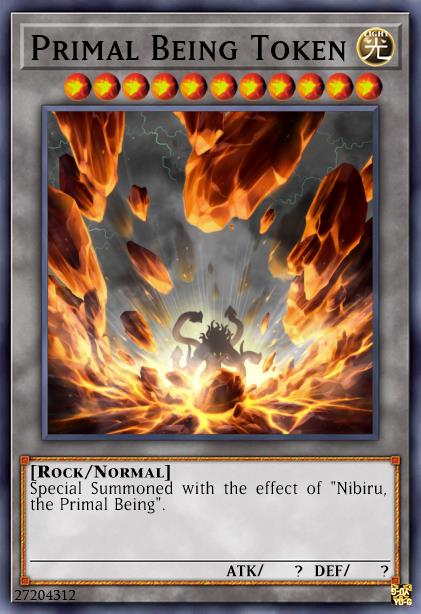 PRIMAL BEING TOKEN
LIGHT
光
[ROCK/NORMAL]
Special Summoned with the effect of "Nibiru,
the Primal Being".
ATK/ ? DEF/ ?
27204312